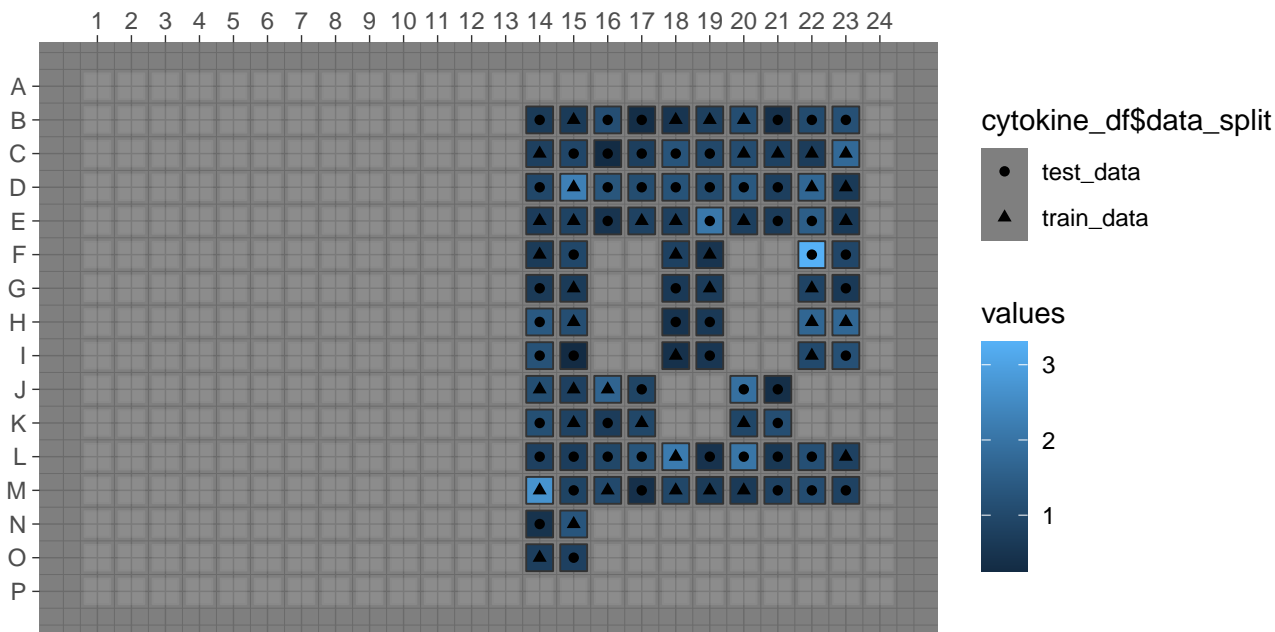 1 2 3 4 5 6 7 8 9 10 11 12 13 14 15 16 17 18 19 20 21 22 23 24
A
B
C
D
E
F
G
H
I
J
K
L
M
N
O
P
cytokine_df$data_split
test_data
train_data
values
3
2
1